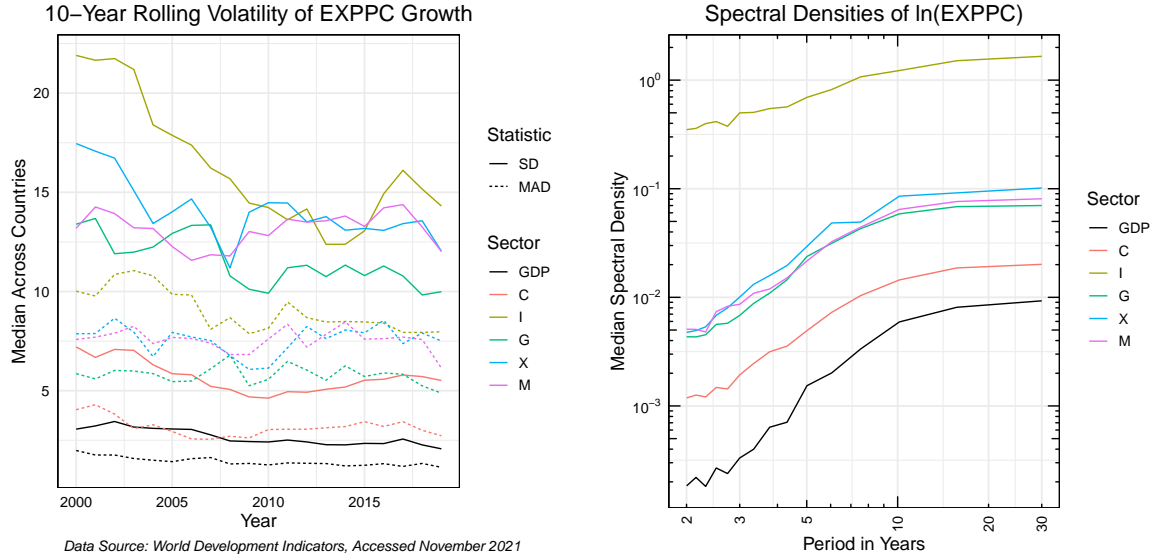 10−Year Rolling Volatility of EXPPC Growth
Median Across Countries
20
15
10
5
2000
2005
2010
2015
Year
Data Source: World Development Indicators, Accessed November 2021
Statistic
SD
MAD
Sector
GDP
C
I
G
X
M
Spectral Densities of ln(EXPPC)
Median Spectral Density
10⁰
10⁻¹
10⁻²
10⁻³
2
3
5
10
20
30
Period in Years
Sector
GDP
C
I
G
X
M